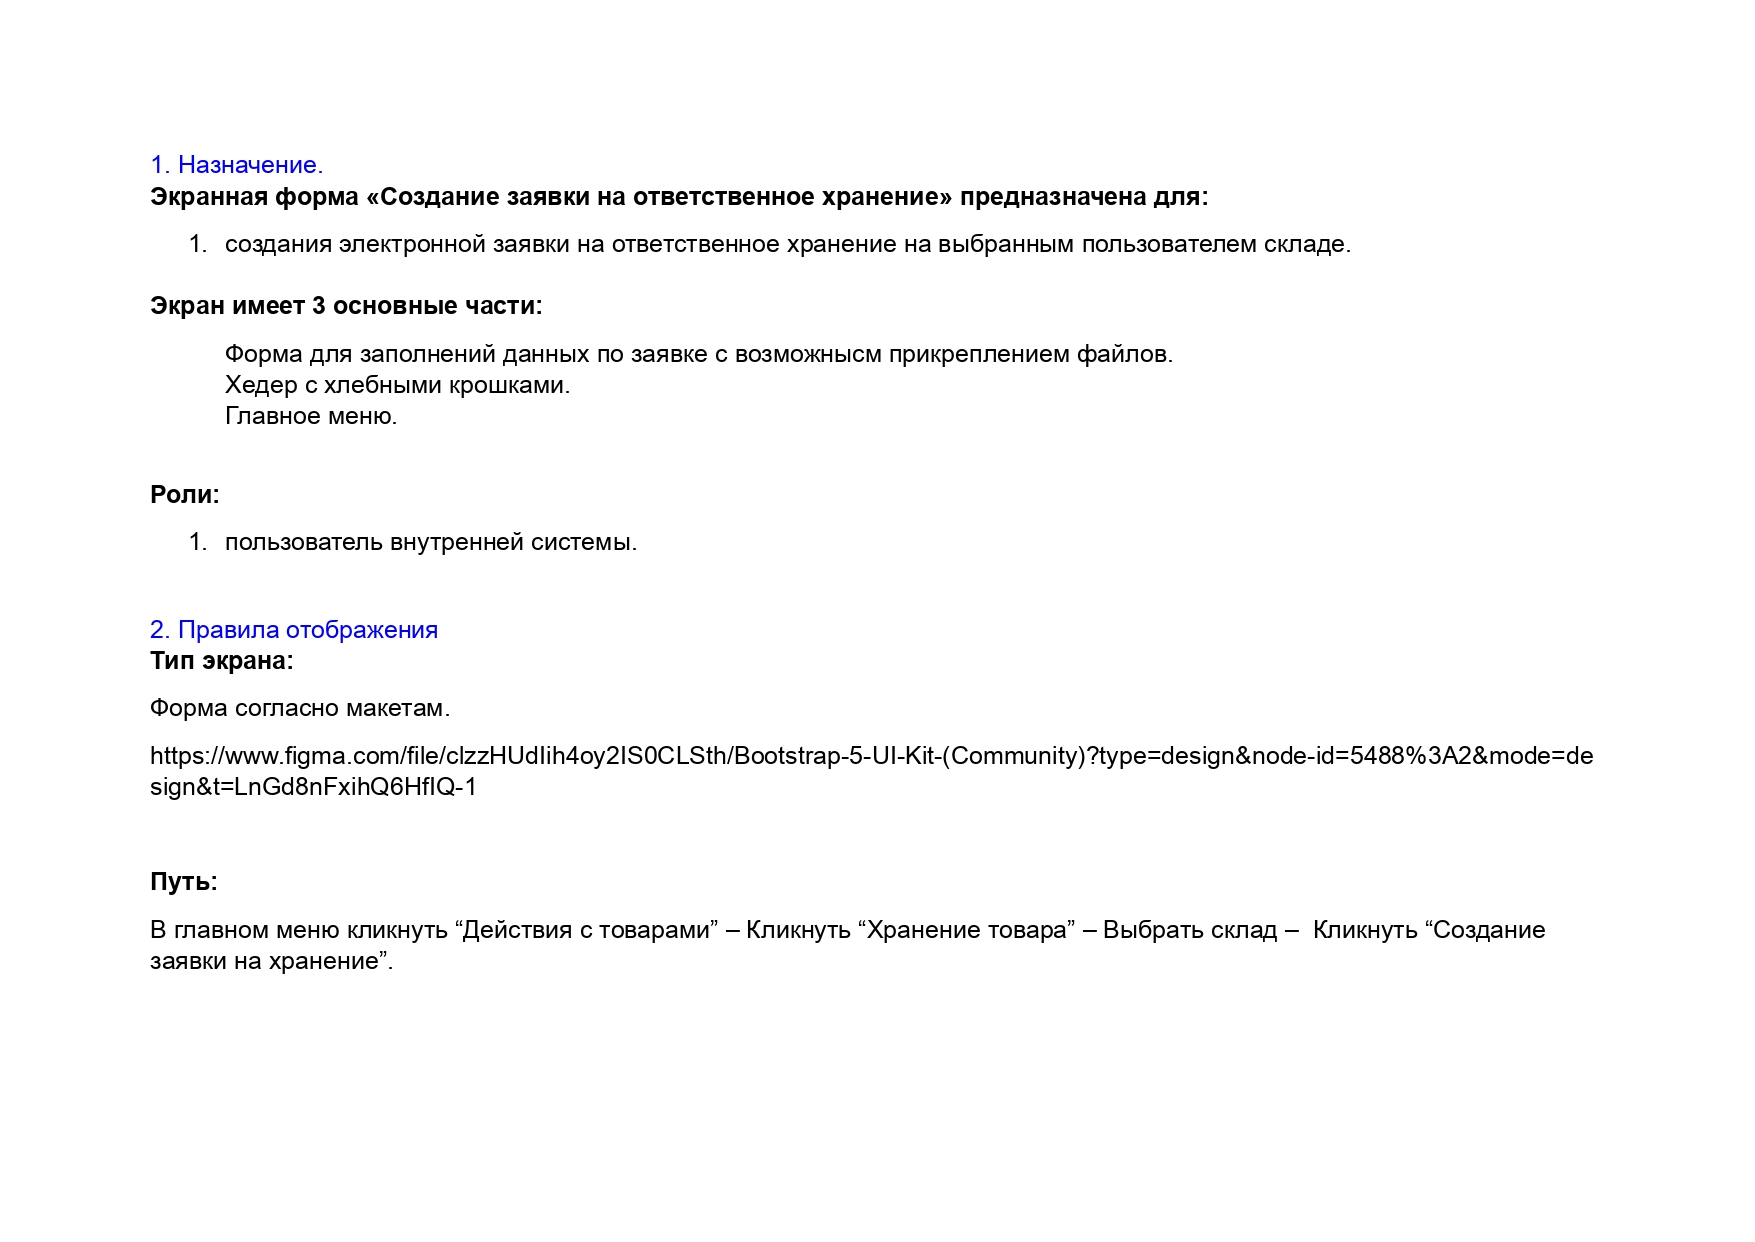 1. Назначение.
Экранная форма «Создание заявки на ответственное хранение» предназначена для:
1. создания электронной заявки на ответственное хранение на выбранным пользователем складе.
Экран имеет 3 основные части:
Форма для заполнений данных по заявке с возможнысм прикреплением файлов.
Хедер с хлебными крошками.
Главное меню.
Роли:
1. пользователь внутренней системы.
2. Правила отображения
Тип экрана:
Форма согласно макетам.
https://www.figma.com/file/clzzHUdIih4oy2IS0CLSth/Bootstrap-5-UI-Kit-(Community)?type=design&node-id=5488%3A2&mode=de
sign&t=LnGd8nFxihQ6HfIQ-1
Путь:
В главном меню кликнуть “Действия с товарами” – Кликнуть “Хранение товара” – Выбрать склад –  Кликнуть “Создание
заявки на хранение”.